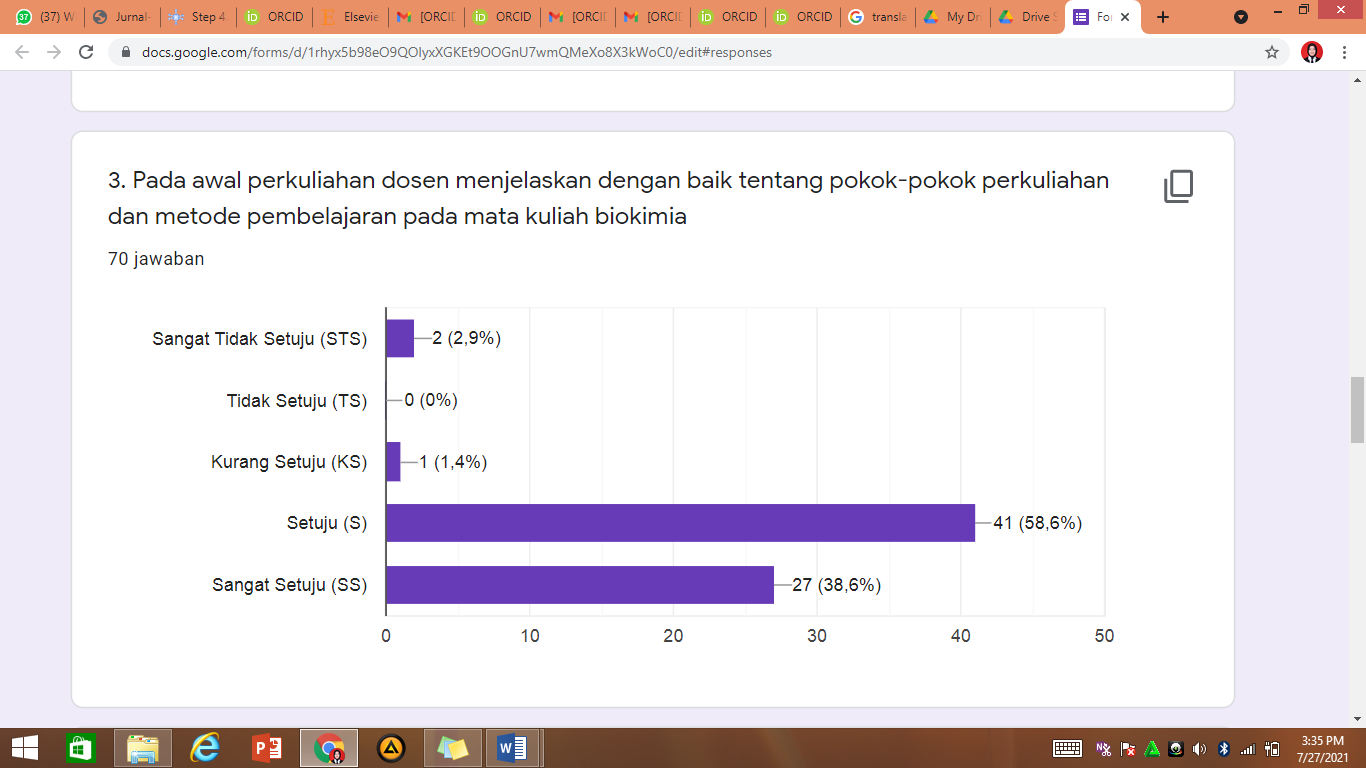 (37) W
Jurnal-
Step 4
ORCID
Elsevie
[ORCID
ORCID
[ORCID
[ORCID
ORCID
ORCID
transla
My Dri
Drive S
For
docs.google.com/forms/d/1rhyx5b98eO9QOlyxXGKEt9OOGnU7wmQMeXo8X3kWoC0/edit#responses
3. Pada awal perkuliahan dosen menjelaskan dengan baik tentang pokok-pokok perkuliahan
dan metode pembelajaran pada mata kuliah biokimia
70 jawaban
Sangat Tidak Setuju (STS) 2 (2,9%)
Tidak Setuju (TS) 0 (0%)
Kurang Setuju (KS) 1 (1,4%)
Setuju (S) 41 (58,6%)
Sangat Setuju (SS) 27 (38,6%)
0 10 20 30 40 50
3:35 PM
7/27/2021